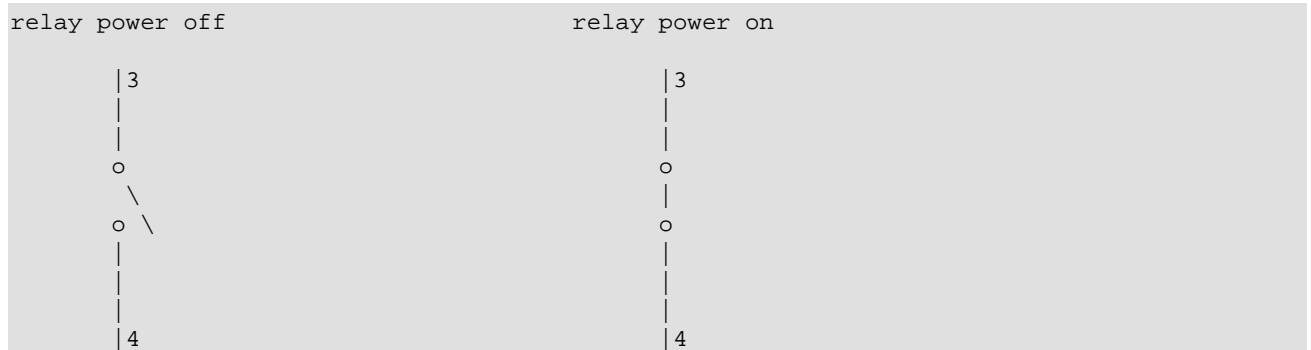 relay power off relay power on
|3 |3
| |
| |
o o
\ |
o \ o
| |
| |
| |
|4 |4